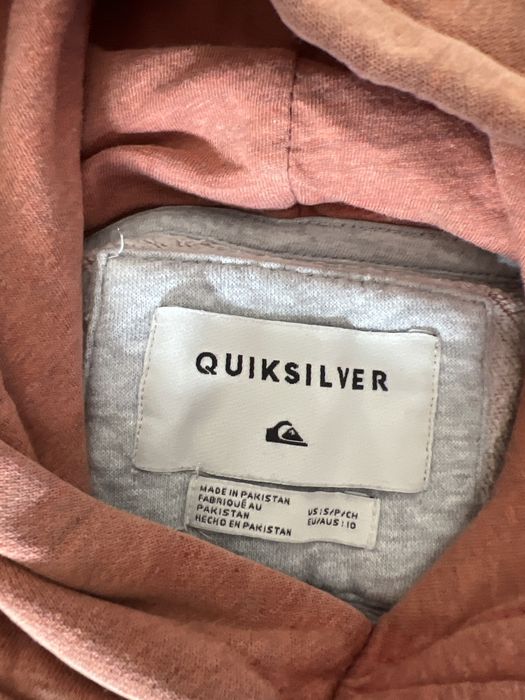 QUIKSILVER
MADE IN PAKISTAN
FABRIQUÉ AU
PAKISTAN
HECHO EN PAKISTAN
US | S/P/CH
EU/AUS | 10